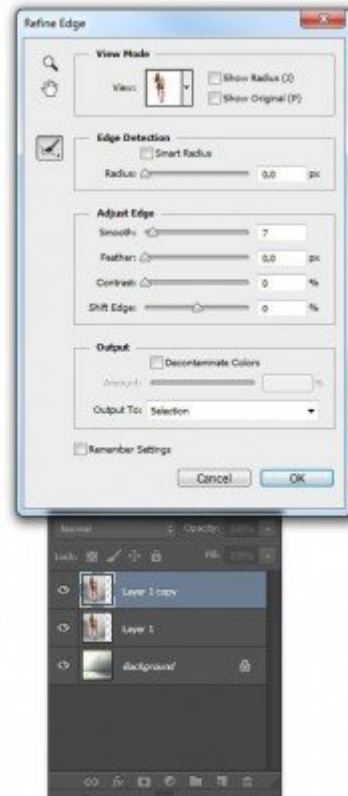 Refine Edge
View Mode
View:
Show Radius (J)
Show Original (P)
Edge Detection
Smart Radius
Radius: 0,0 px
Adjust Edge
Smooth: 7
Feather: 0,0 px
Contrast: 0 %
Shift Edge: 0 %
Output
Decontaminate Colors
Amount: %
Output To: Selection
Remember Settings
Cancel OK
Normal Opacity:
Lock: Fill:
Layer 1 copy
Layer 1
Background
fx